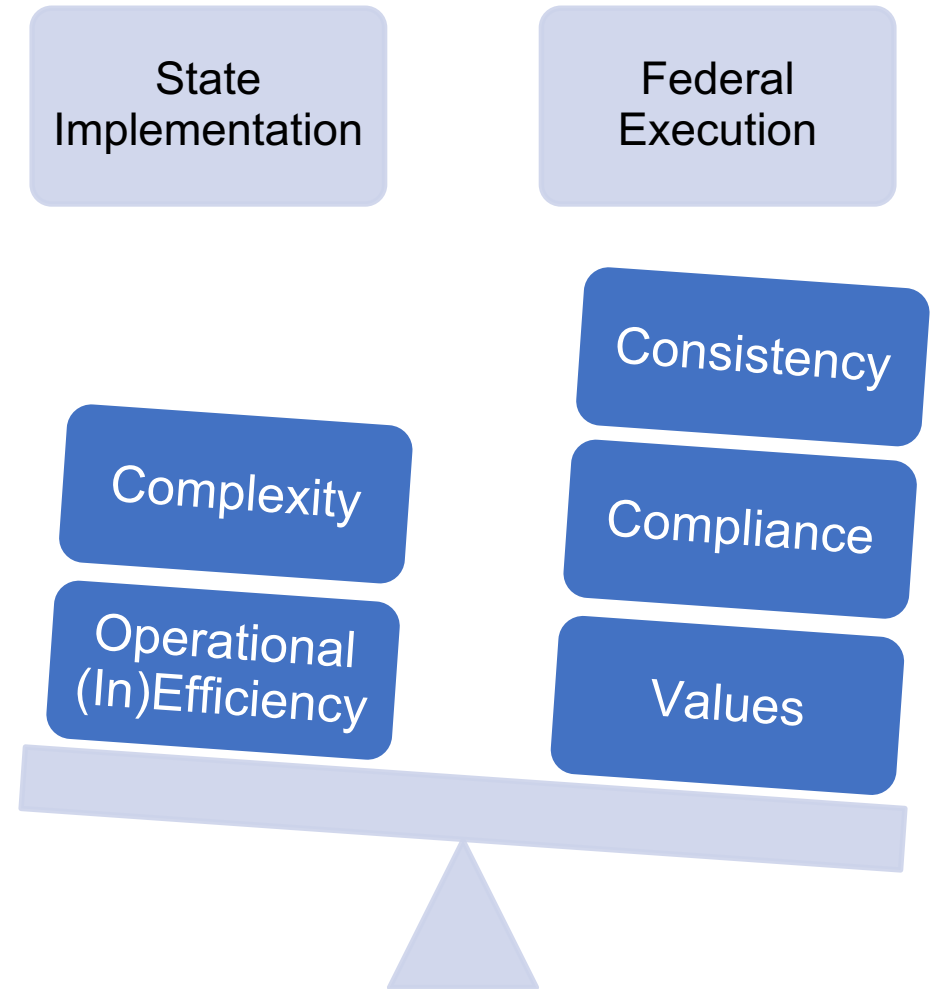 State
Implementation
Federal
Execution
Complexity
Operational
(In)Efficiency
Consistency
Compliance
Values